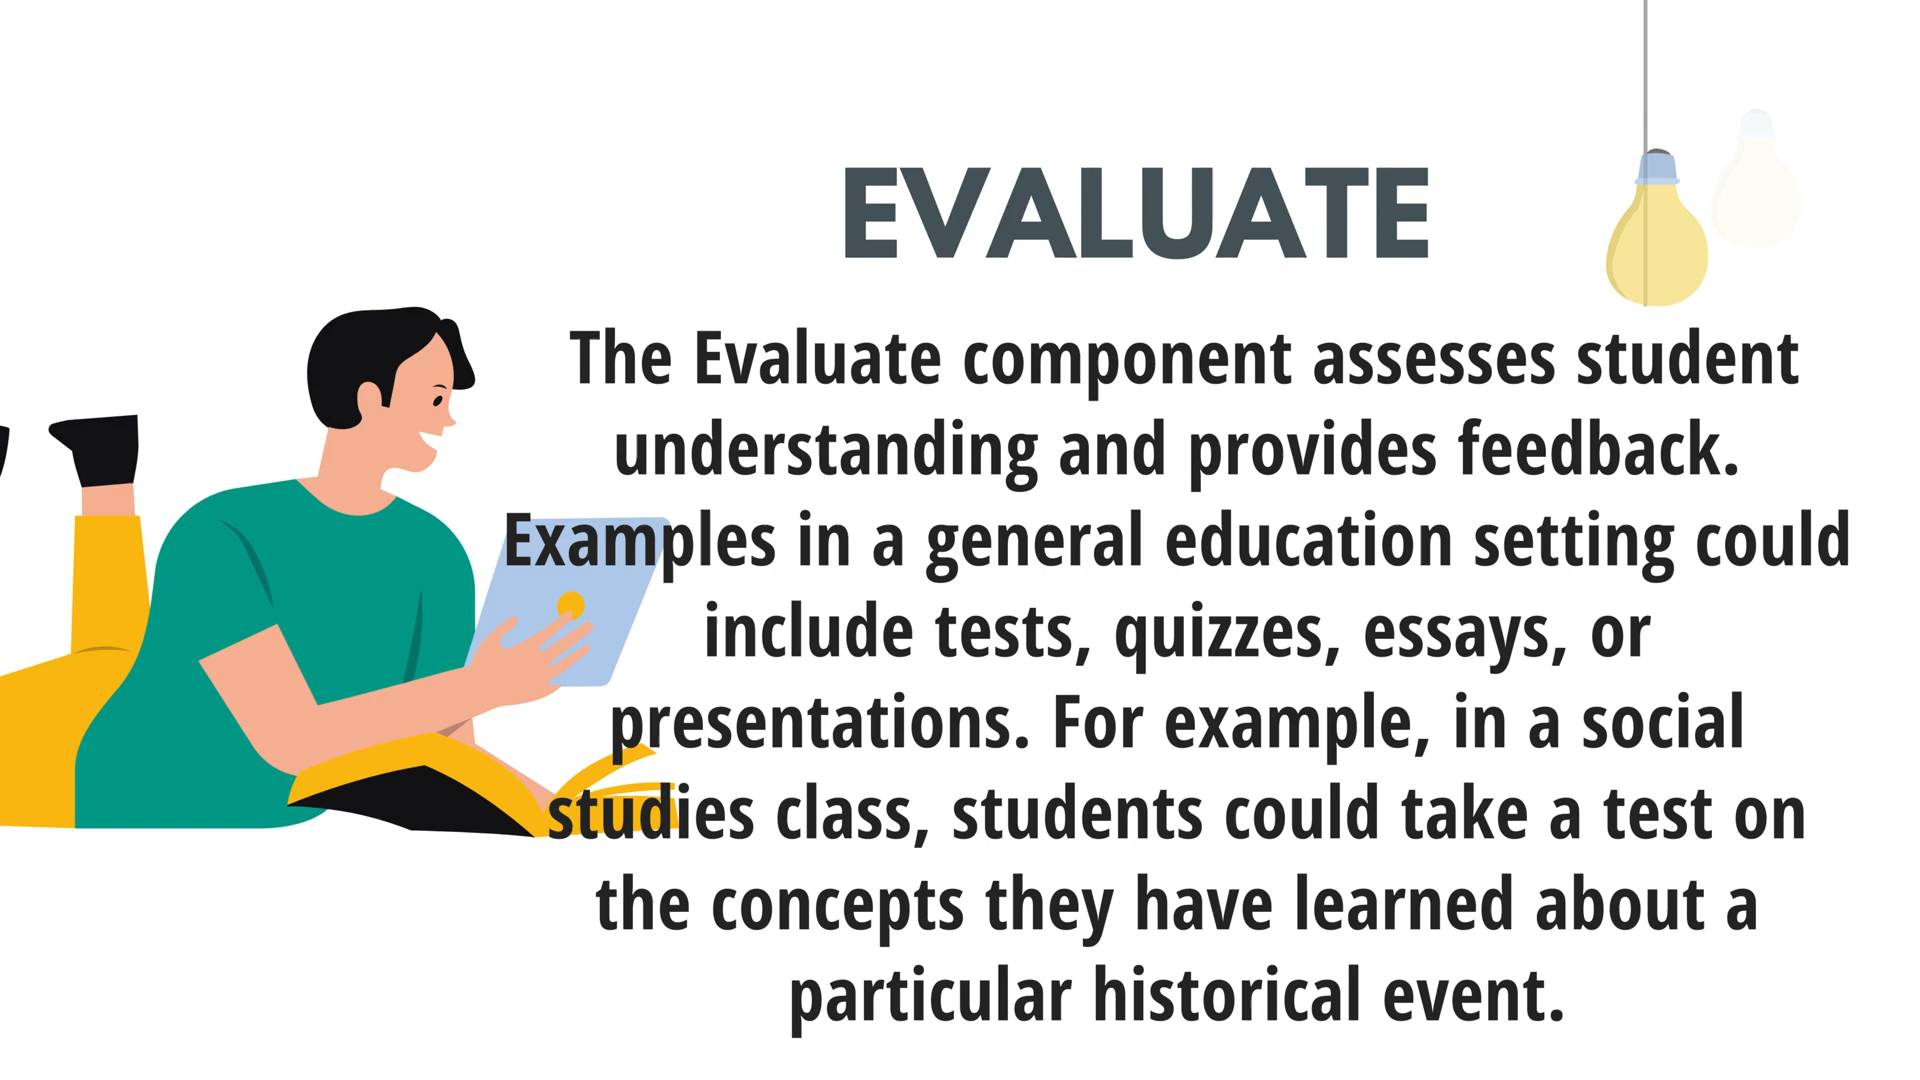 EVALUATE
The Evaluate component assesses student
understanding and provides feedback.
Examples in a general education setting could
include tests, quizzes, essays, or
presentations. For example, in a social
studies class, students could take a test on
the concepts they have learned about a
particular historical event.